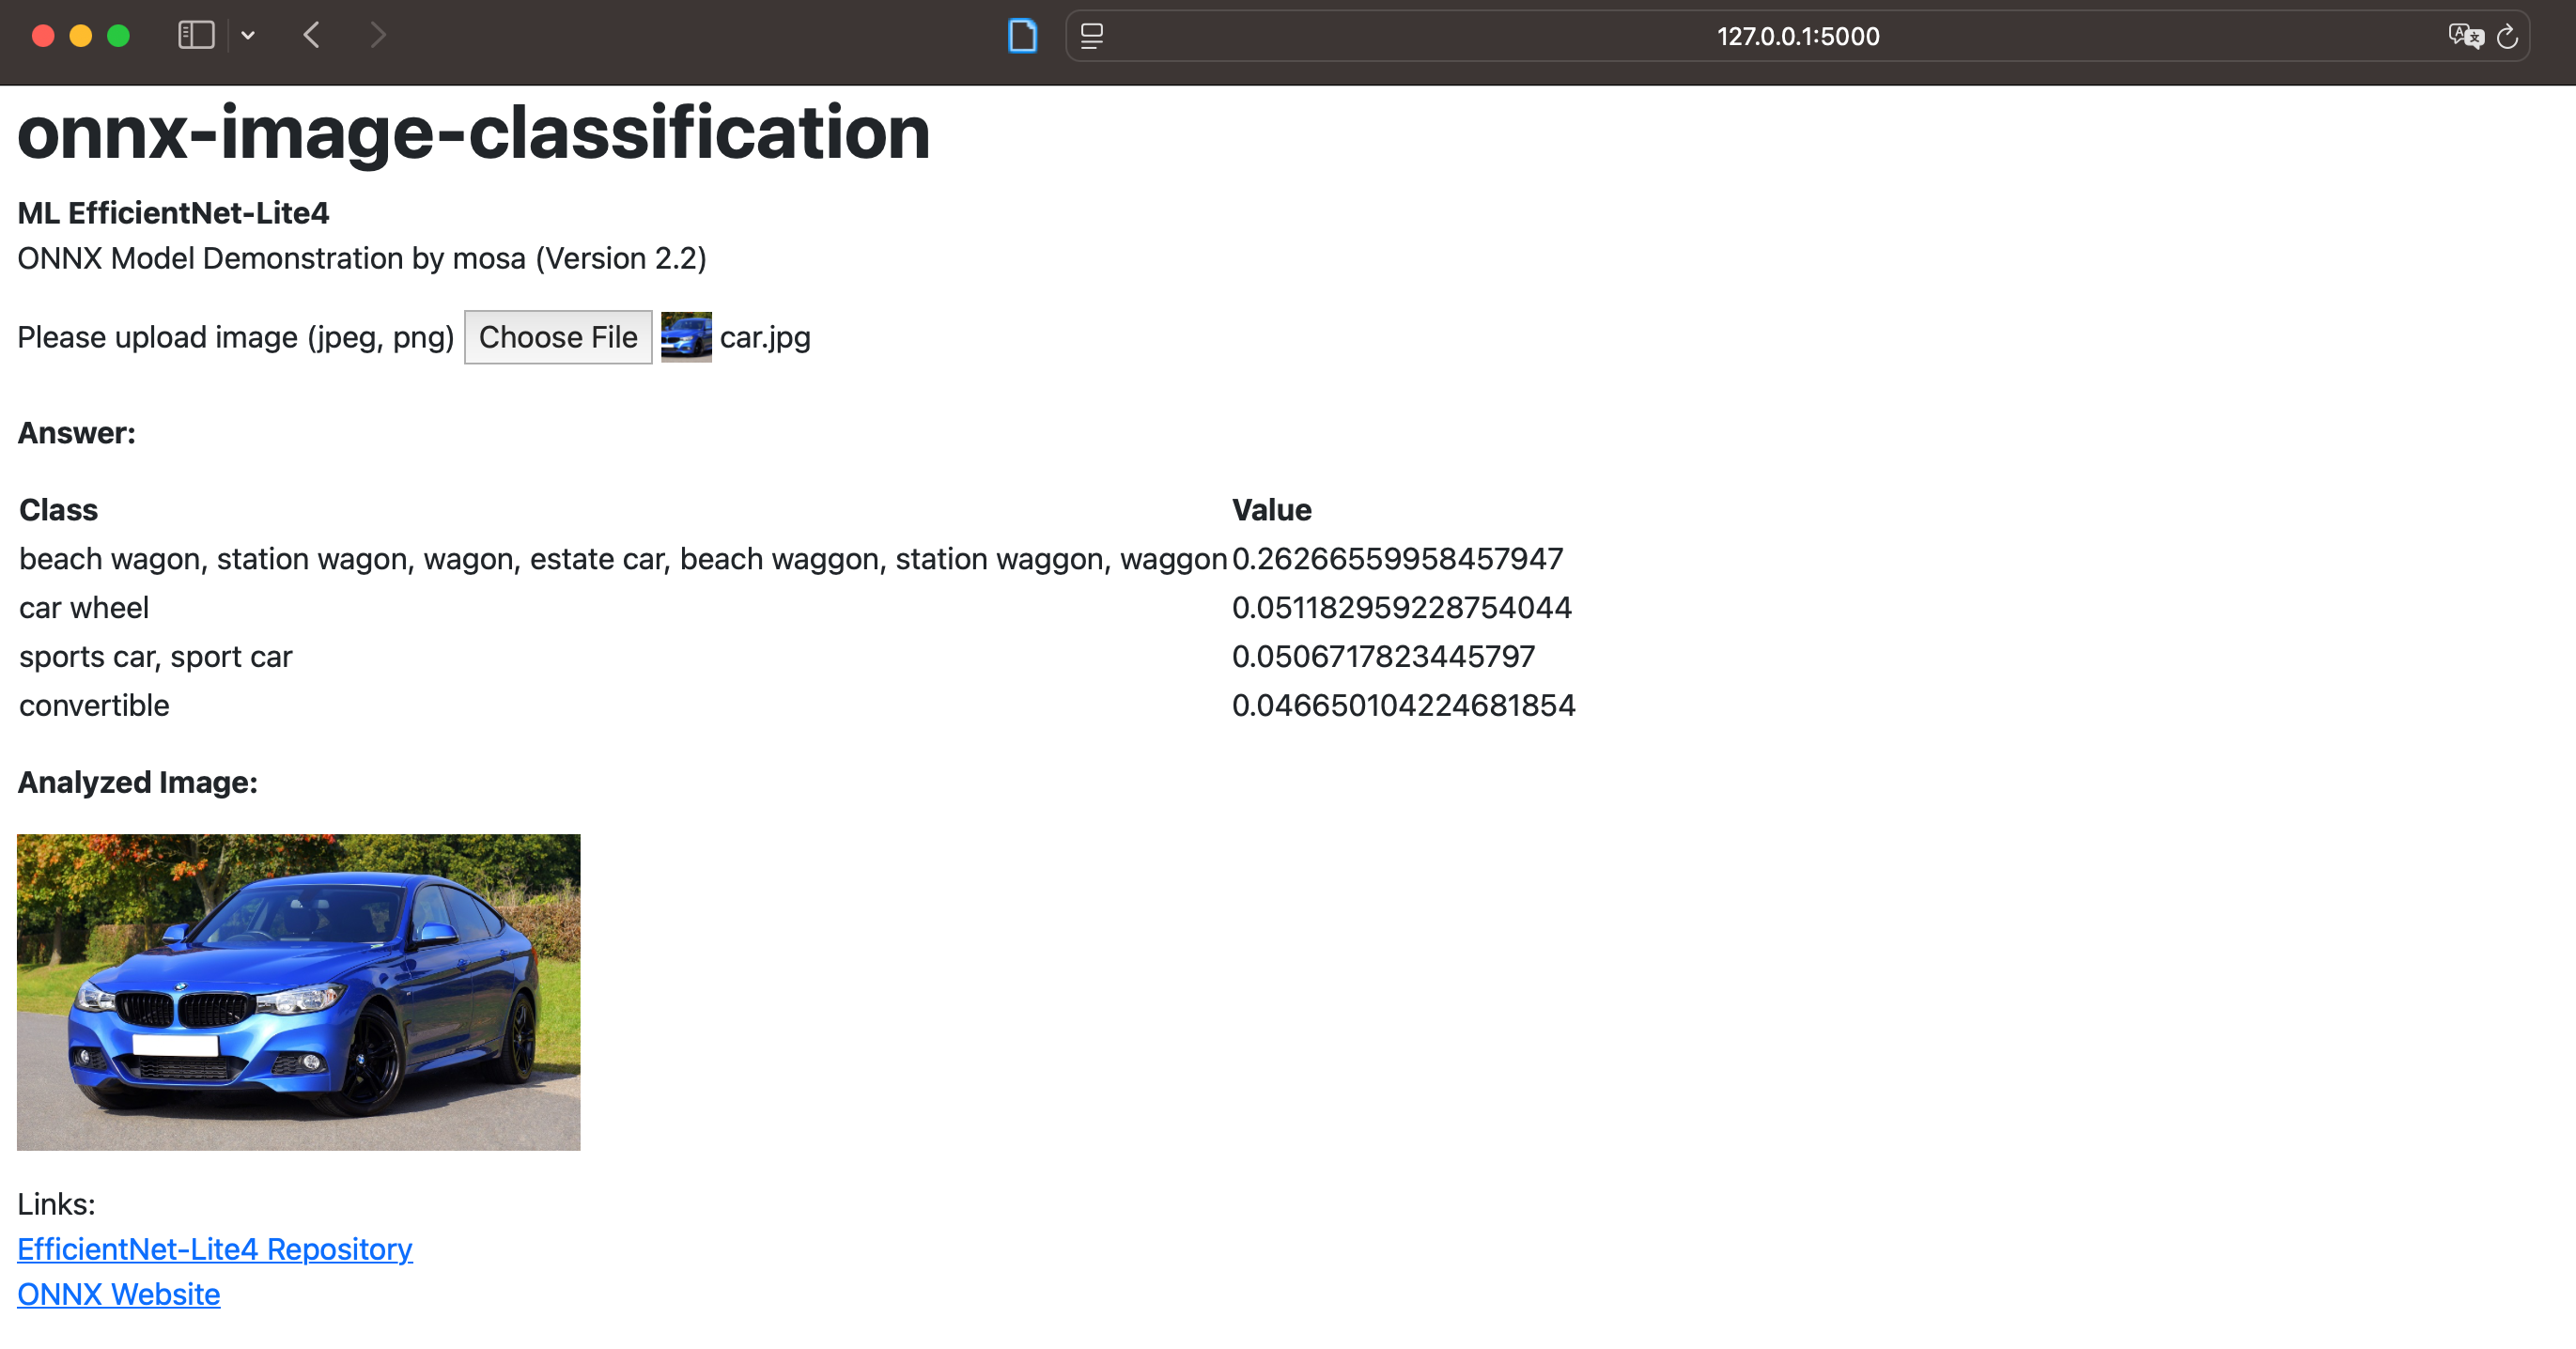 127.0.0.1:5000
onnx-image-classification
ML EfficientNet-Lite4
ONNX Model Demonstration by mosa (Version 2.2)
Please upload image (jpeg, png) Choose File car.jpg
Answer:
Class Value
beach wagon, station wagon, wagon, estate car, beach waggon, station waggon, waggon 0.26266559958457947
car wheel 0.051182959228754044
sports car, sport car 0.0506717823445797
convertible 0.046650104224681854
Analyzed Image:
Links:
EfficientNet-Lite4 Repository
ONNX Website